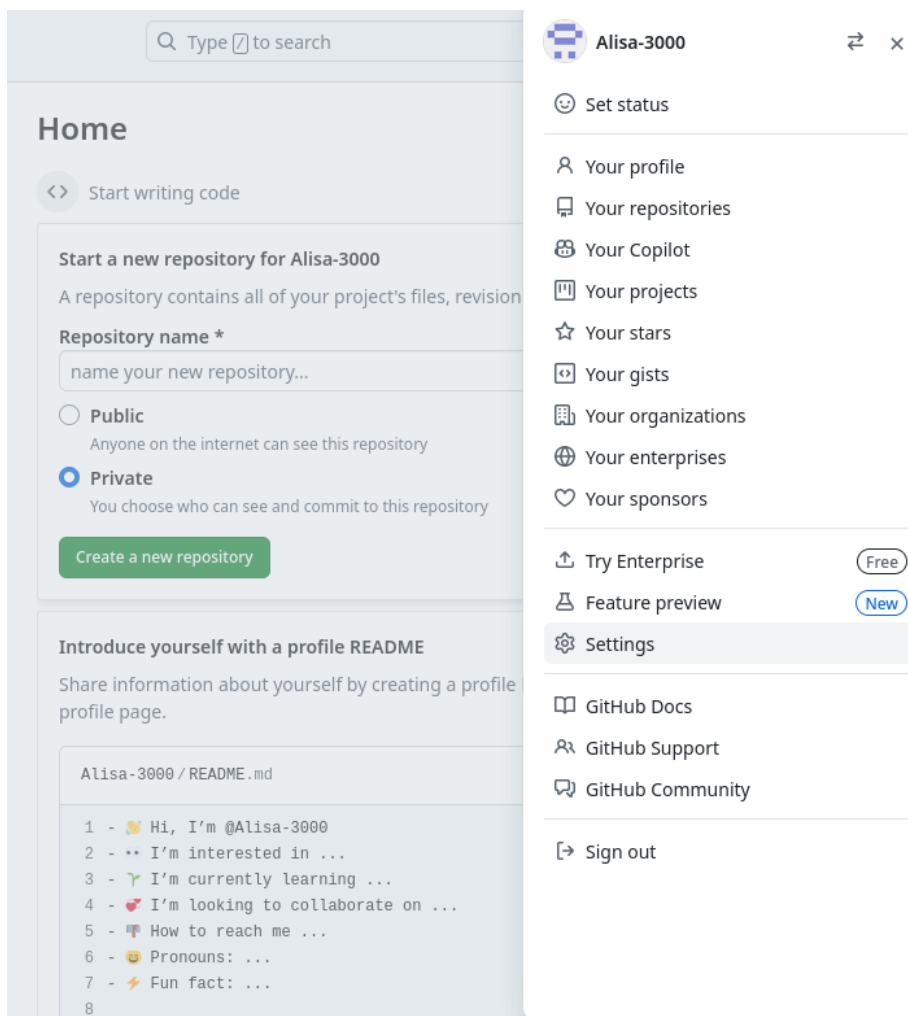 Type / to search
Home
Start writing code
Start a new repository for Alisa-3000
A repository contains all of your project's files, revision
Repository name *
name your new repository...
Public
Anyone on the internet can see this repository
Private
You choose who can see and commit to this repository
Create a new repository
Introduce yourself with a profile README
Share information about yourself by creating a profile
profile page.
Alisa-3000/README.md
1 - 👋 Hi, I’m @Alisa-3000
2 - 👀 I’m interested in ...
3 - 🌱 I’m currently learning ...
4 - 💞️ I’m looking to collaborate on ...
5 - 📫 How to reach me ...
6 - 😄 Pronouns: ...
7 - ⚡ Fun fact: ...
8
Alisa-3000
Set status
Your profile
Your repositories
Your Copilot
Your projects
Your stars
Your gists
Your organizations
Your enterprises
Your sponsors
Try Enterprise Free
Feature preview New
Settings
GitHub Docs
GitHub Support
GitHub Community
Sign out